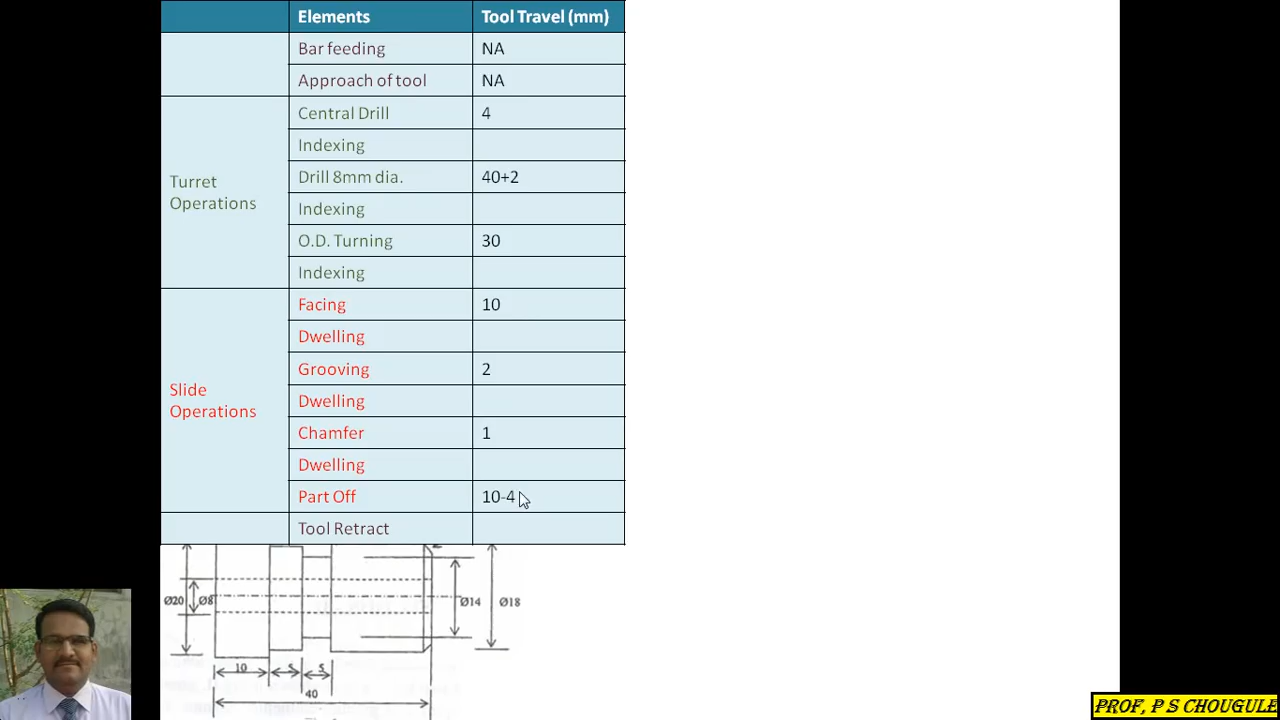 Elements Tool Travel (mm)
Bar feeding NA
Approach of tool NA
Turret Operations
Central Drill 4
Indexing
Drill 8mm dia. 40+2
Indexing
O.D. Turning 30
Indexing
Slide Operations
Facing 10
Dwelling
Grooving 2
Dwelling
Chamfer 1
Dwelling
Part Off 10-4
Tool Retract
Ø20 Ø8 Ø14 Ø18
10 5 5
40
PROF, P S CHOUGULE